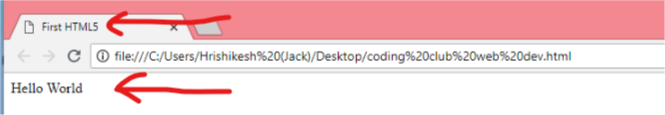 First HTML5
file:///C:/Users/Hrishikesh%20(Jack)/Desktop/coding%20club%20web%20dev.html
Hello World